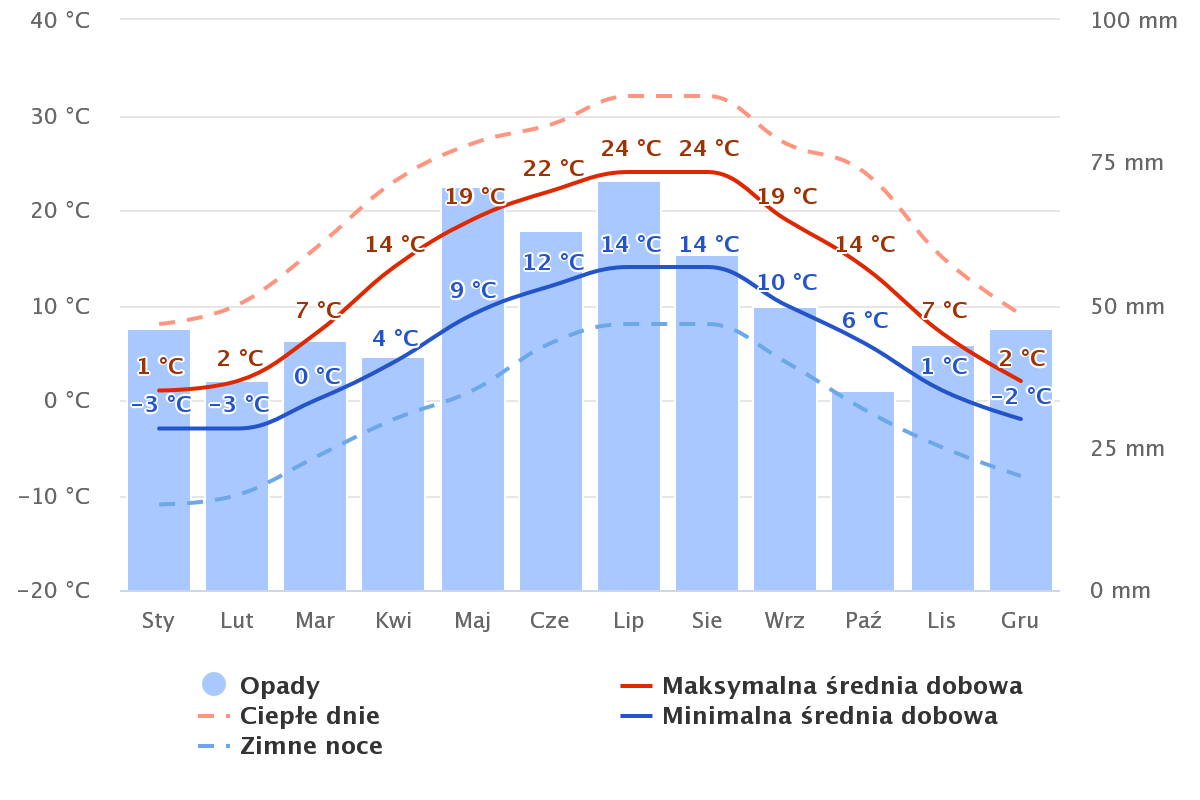 40 °C
100 mm
30 °C
75 mm
20 °C
50 mm
10 °C
0 °C
25 mm
−10 °C
−20 °C
0 mm
1 °C 2 °C 7 °C 14 °C 19 °C 22 °C 24 °C 24 °C 19 °C 14 °C 7 °C 2 °C
−3 °C −3 °C 0 °C 4 °C 9 °C 12 °C 14 °C 14 °C 10 °C 6 °C 1 °C −2 °C
Sty Lut Mar Kwi Maj Cze Lip Sie Wrz Paź Lis Gru
Opady
Maksymalna średnia dobowa
Ciepłe dnie
Minimalna średnia dobowa
Zimne noce